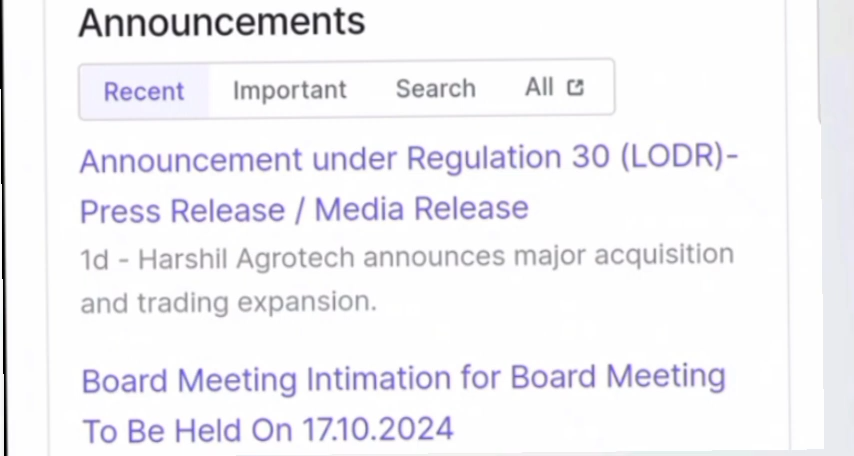 Announcements
Recent Important Search All
Announcement under Regulation 30 (LODR)-
Press Release / Media Release
1d - Harshil Agrotech announces major acquisition
and trading expansion.
Board Meeting Intimation for Board Meeting
To Be Held On 17.10.2024